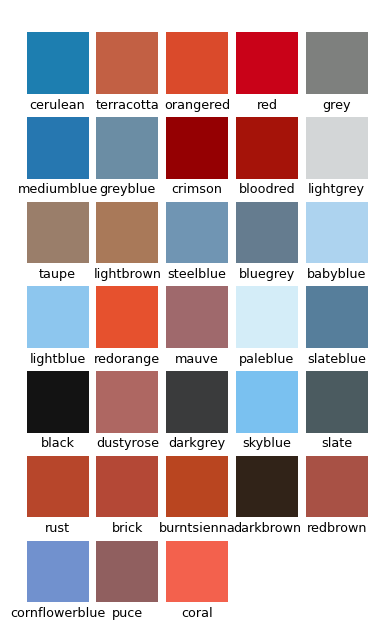 cerulean terracotta orangered red grey
mediumblue greyblue crimson bloodred lightgrey
taupe lightbrown steelblue bluegrey babyblue
lightblue redorange mauve paleblue slateblue
black dustyrose darkgrey skyblue slate
rust brick burntsienna darkbrown redbrown
cornflowerblue puce coral